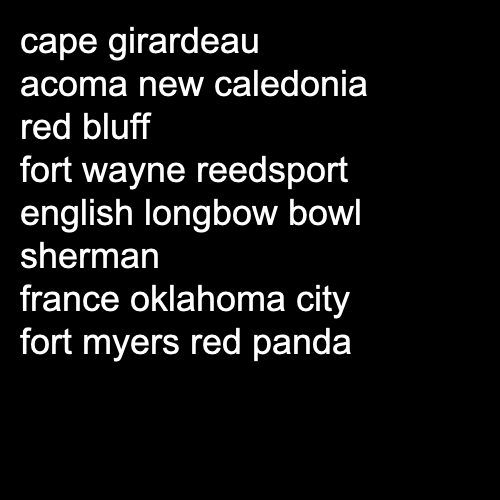 cape girardeau
acoma new caledonia
red bluff
fort wayne reedsport
english longbow bowl
sherman
france oklahoma city
fort myers red panda